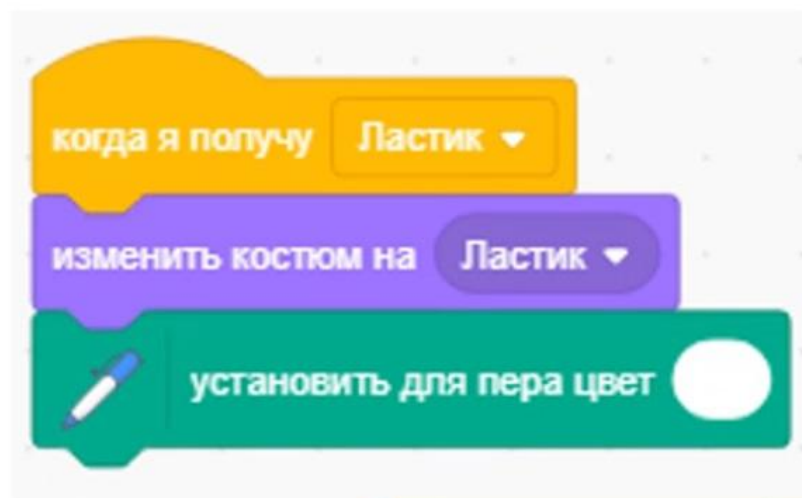 когда я получу Ластик
изменить костюм на Ластик
установить для пера цвет